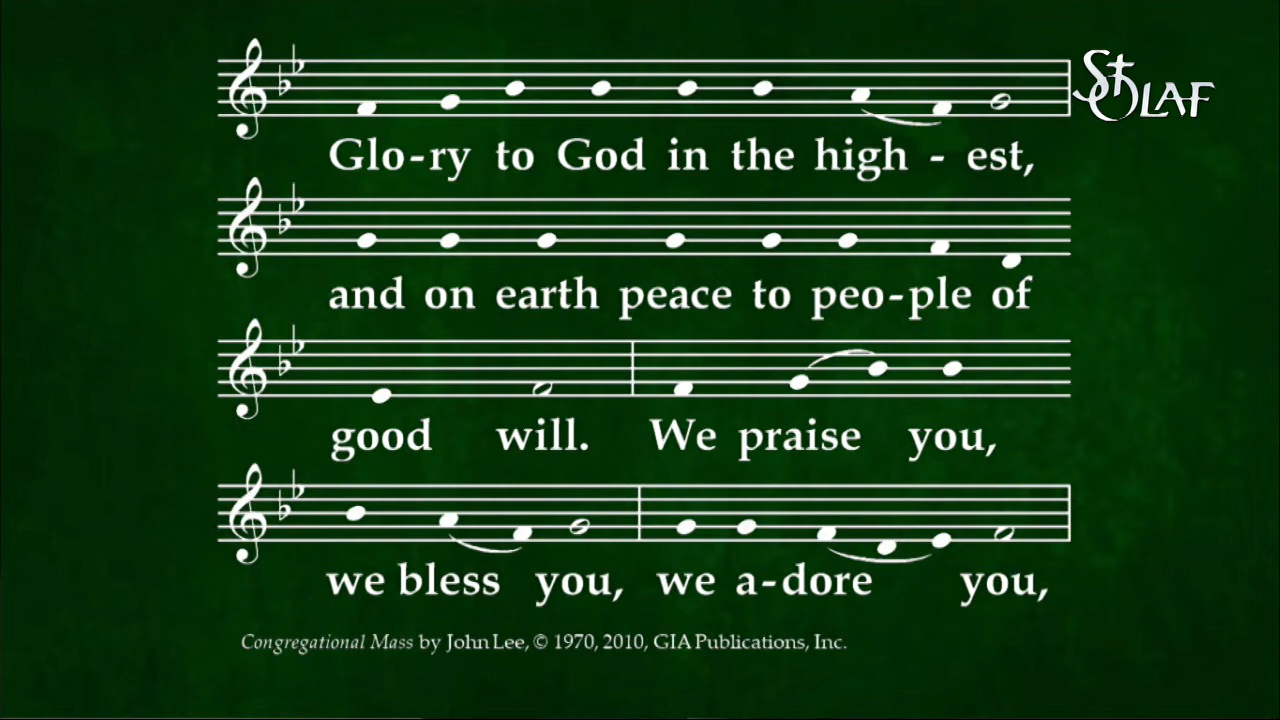 St OLAF
Glo-ry to God in the high - est,
and on earth peace to peo-ple of
good will. We praise you,
we bless you, we a-dore you,
Congregational Mass by John Lee, © 1970, 2010, GIA Publications, Inc.